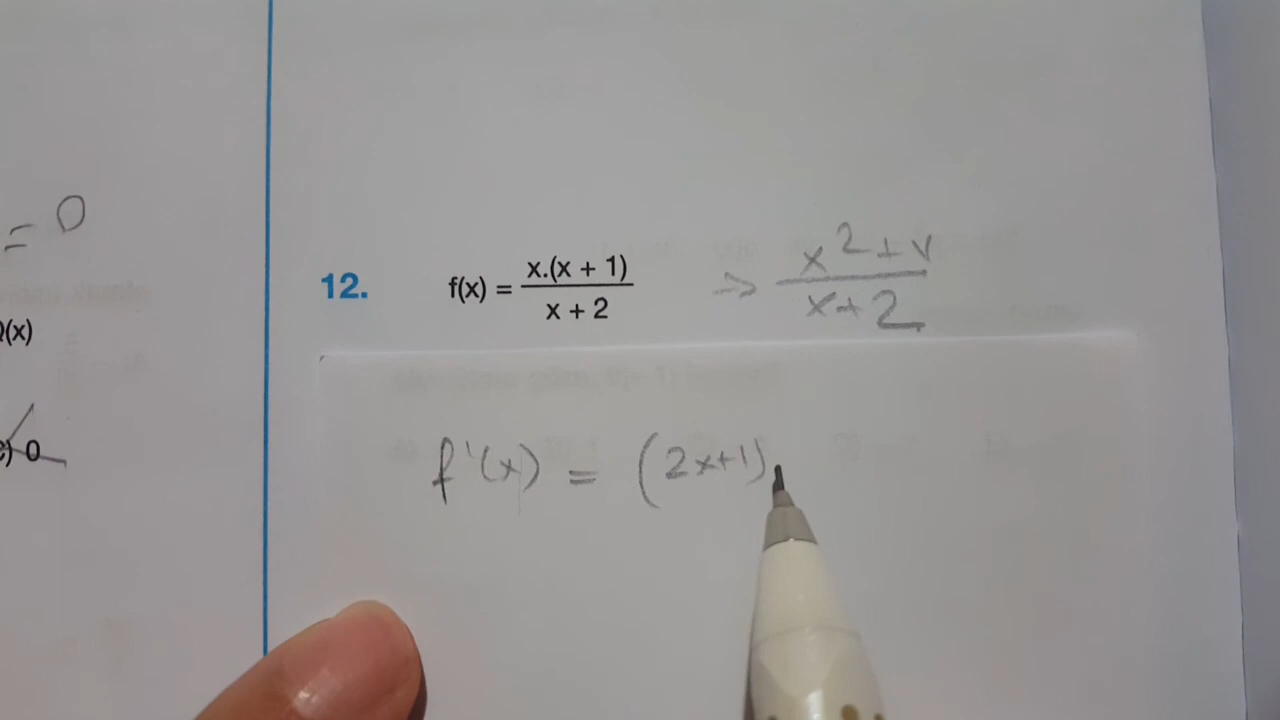 = 0
(x)
) 0
12. f(x) = x.(x + 1) / x + 2 ⇒ x² + x / x + 2
f'(x) = (2x+1).